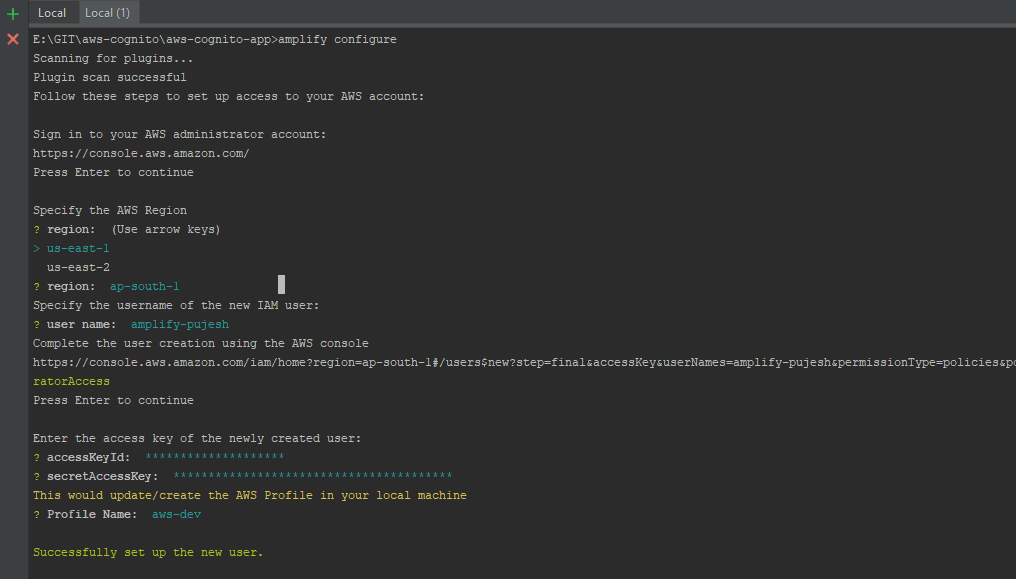 Local Local (1)
E:\GIT\aws-cognito\aws-cognito-app>amplify configure
Scanning for plugins...
Plugin scan successful
Follow these steps to set up access to your AWS account:
Sign in to your AWS administrator account:
https://console.aws.amazon.com/
Press Enter to continue
Specify the AWS Region
? region:  (Use arrow keys)
> us-east-1
  us-east-2
? region:  ap-south-1
Specify the username of the new IAM user:
? user name:  amplify-pujesh
Complete the user creation using the AWS console
https://console.aws.amazon.com/iam/home?region=ap-south-1#/users$new?step=final&accessKey&userNames=amplify-pujesh&permissionType=policies&po
ratorAccess
Press Enter to continue
Enter the access key of the newly created user:
? accessKeyId:  ********************
? secretAccessKey:  ****************************************
This would update/create the AWS Profile in your local machine
? Profile Name:  aws-dev
Successfully set up the new user.